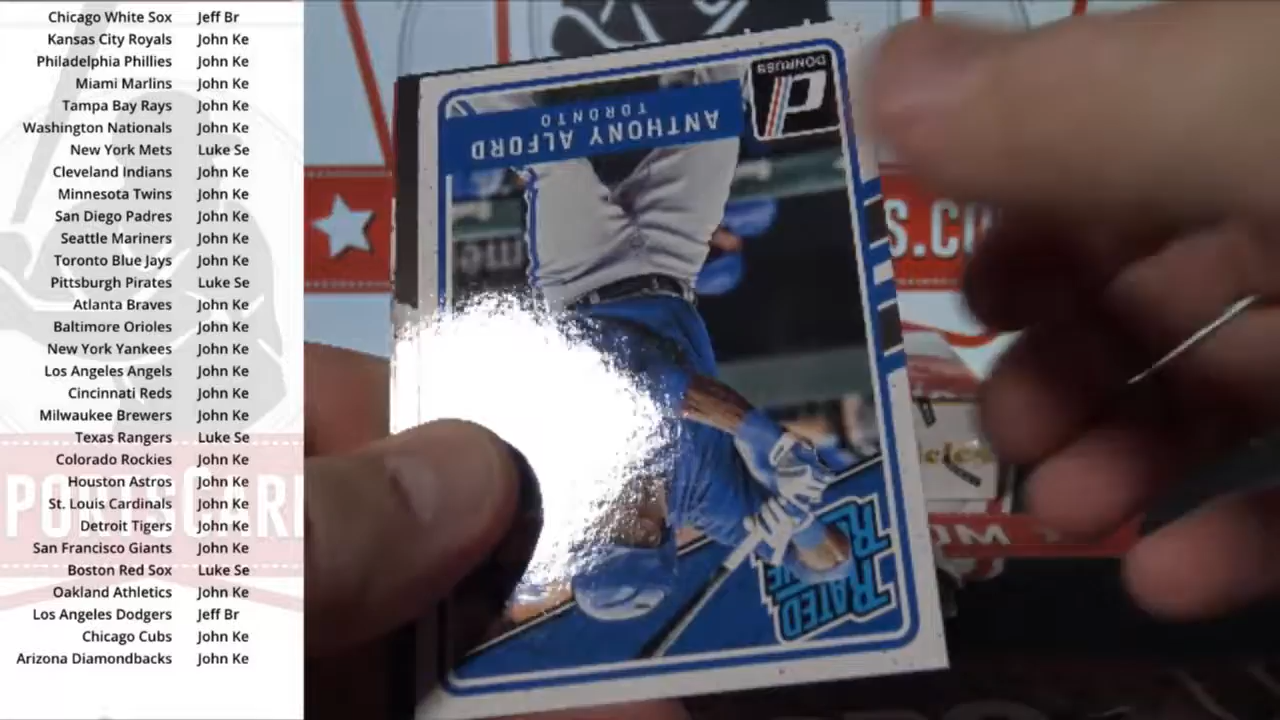 Chicago White Sox Jeff Br
Kansas City Royals John Ke
Philadelphia Phillies John Ke
Miami Marlins John Ke
Tampa Bay Rays John Ke
Washington Nationals John Ke
New York Mets Luke Se
Cleveland Indians John Ke
Minnesota Twins John Ke
San Diego Padres John Ke
Seattle Mariners John Ke
Toronto Blue Jays John Ke
Pittsburgh Pirates Luke Se
Atlanta Braves John Ke
Baltimore Orioles John Ke
New York Yankees John Ke
Los Angeles Angels John Ke
Cincinnati Reds John Ke
Milwaukee Brewers John Ke
Texas Rangers Luke Se
Colorado Rockies John Ke
Houston Astros John Ke
St. Louis Cardinals John Ke
Detroit Tigers John Ke
San Francisco Giants John Ke
Boston Red Sox Luke Se
Oakland Athletics John Ke
Los Angeles Dodgers Jeff Br
Chicago Cubs John Ke
Arizona Diamondbacks John Ke
DONRUSS
ANTHONY ALFORD
TORONTO
RATED
S.CO